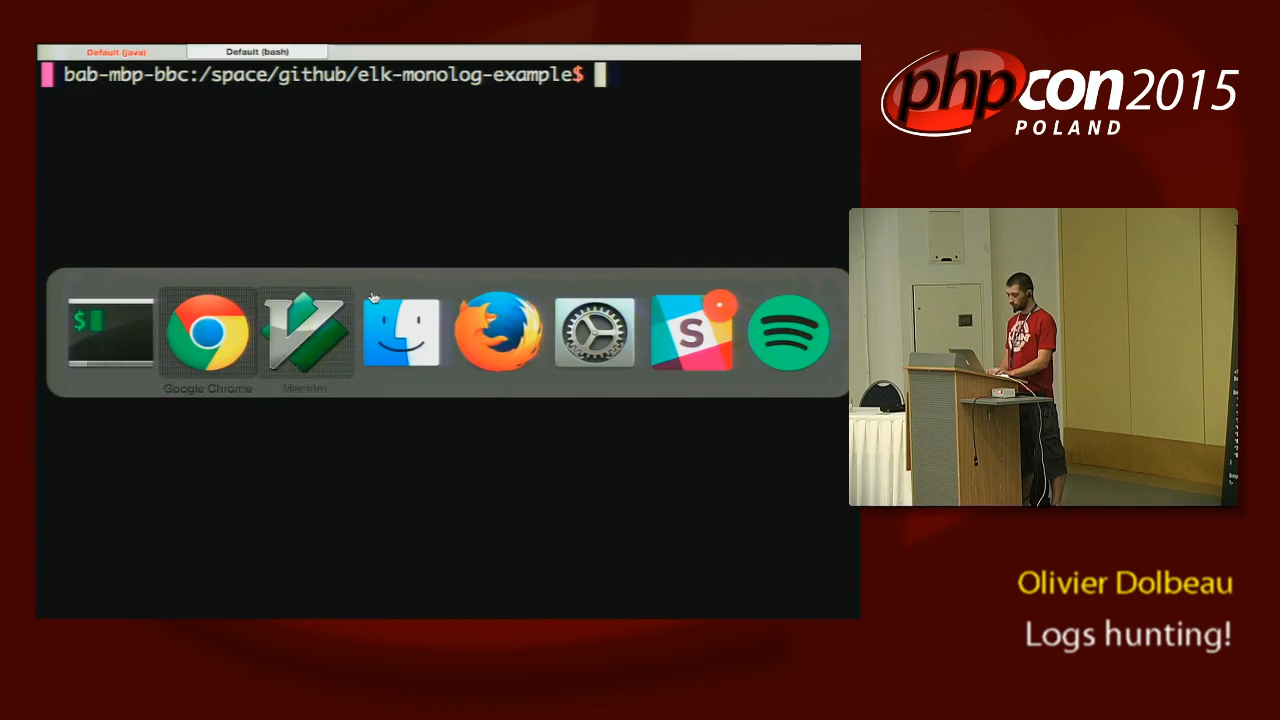 Default (java)
Default (bash)
bab-mbp-bbc:/space/github/elk-monolog-example$
phpcon2015
POLAND
$
Google Chrome
MacVim
S
Olivier Dolbeau
Logs hunting!